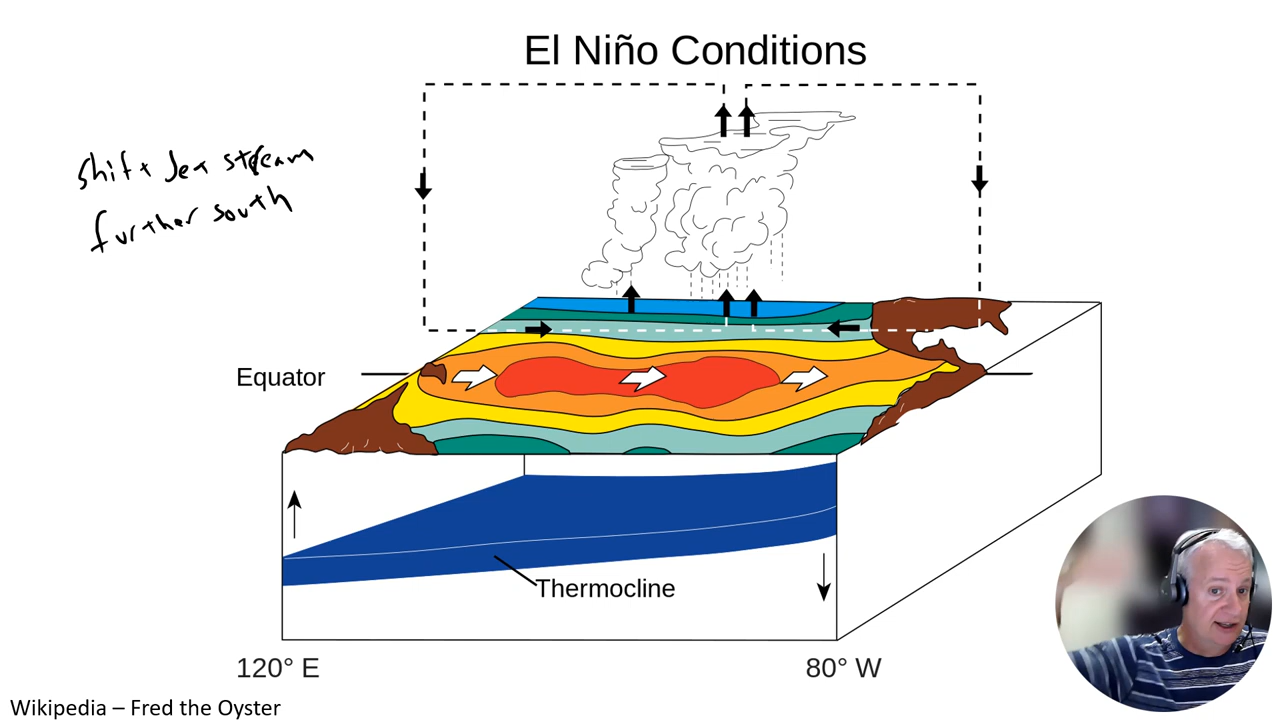 El Niño Conditions
shift Jet stream
further south
Equator
Thermocline
120° E
80° W
Wikipedia – Fred the Oyster